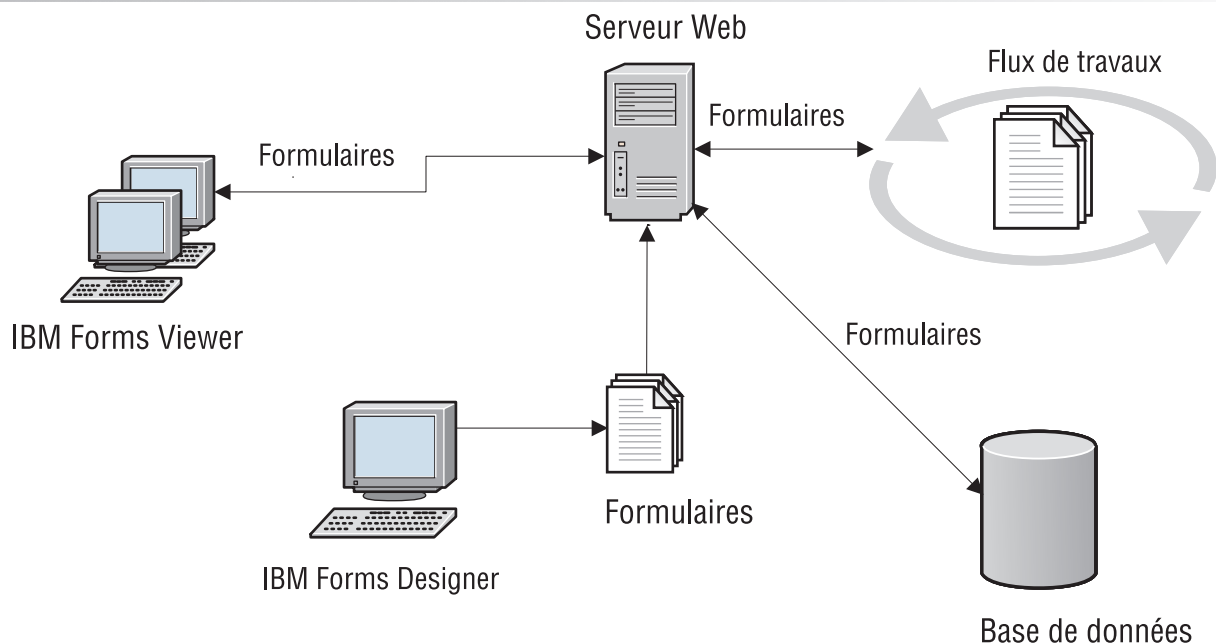 Serveur Web
Flux de travaux
Formulaires
Formulaires
IBM Forms Viewer
Formulaires
Formulaires
IBM Forms Designer
Base de données